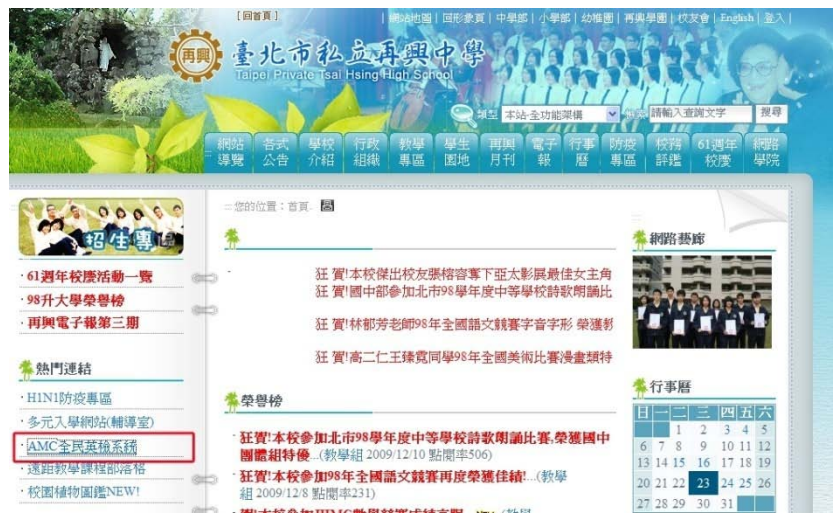 [回首頁]
| 網站地圖 | 回形象頁 | 中學部 | 小學部 | 幼稚園 | 再興學園 | 校友會 | English | 登入 |
再興
臺北市私立再興中學
Taipei Private Tsai Hsing High School
類型 本站-全功能架構 請輸入查詢文字 搜尋
網站導覽 各式公告 學校介紹 行政組織 教學專區 學生園地 再興月刊 電子報 行事曆 防疫專區 校務評鑑 61週年校慶 網路學院
招生專區
·61週年校慶活動一覽
·98升大學榮譽榜
·再興電子報第三期
熱門連結
·H1N1防疫專區
·多元入學網站(輔導室)
·AMC全民英檢系統
·遠距教學課程部落格
·校園植物圖鑑NEW!
您的位置：首頁
狂 賀!本校傑出校友張榕容奪下亞太影展最佳女主角
狂 賀!國中部參加北市98學年度中等學校詩歌朗誦比
狂 賀!林郁芳老師98年全國語文競賽字音字形 榮獲
狂 賀!高二仁王臻霓同學98年全國美術比賽漫畫類特
榮譽榜
·狂賀!本校參加北市98學年度中等學校詩歌朗誦比賽,榮獲國中
團體組特優...(教學組 2009/12/10 點閱率506)
·狂賀!本校參加98年全國語文競賽再度榮獲佳績!...(教學
組 2009/12/8 點閱率231)
網路藝廊
行事曆
日 一 二 三 四 五 六
1 2 3 4 5
6 7 8 9 10 11 12
13 14 15 16 17 18 19
20 21 22 23 24 25 26
27 28 29 30 31